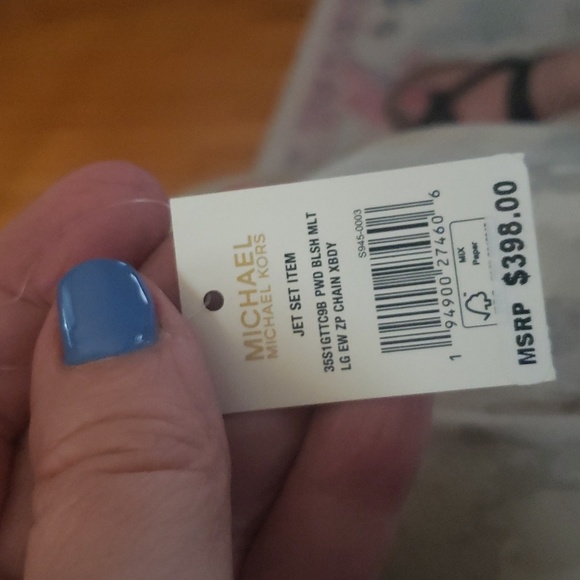 MICHAEL
MICHAEL KORS
JET SET ITEM
35S1GTTC9B PWD BLSH MLT
LG EW ZP CHAIN XBDY
S945-0003
1 94900 27460 6
MIX
Paper
MSRP $398.00